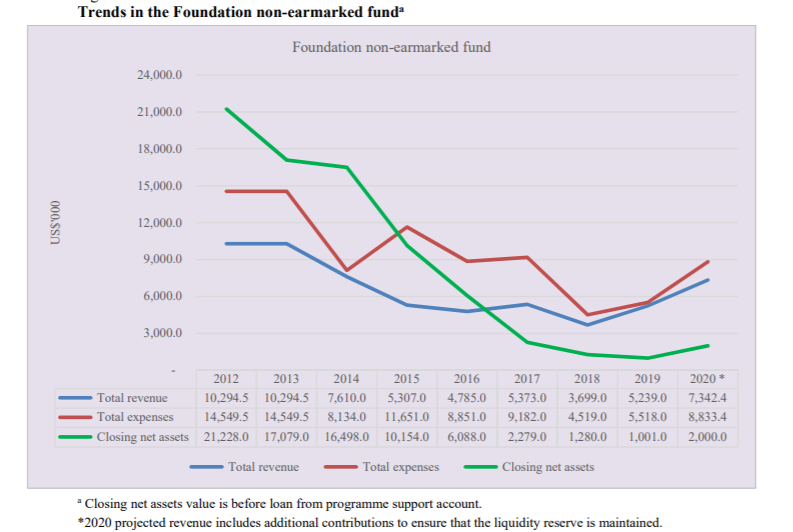 Trends in the Foundation non-earmarked fundᵃ
Foundation non-earmarked fund
US$'000
24,000.0
21,000.0
18,000.0
15,000.0
12,000.0
9,000.0
6,000.0
3,000.0
-
2012 2013 2014 2015 2016 2017 2018 2019 2020 *
Total revenue 10,294.5 10,294.5 7,610.0 5,307.0 4,785.0 5,373.0 3,699.0 5,239.0 7,342.4
Total expenses 14,549.5 14,549.5 8,134.0 11,651.0 8,851.0 9,182.0 4,519.0 5,518.0 8,833.4
Closing net assets 21,228.0 17,079.0 16,498.0 10,154.0 6,088.0 2,279.0 1,280.0 1,001.0 2,000.0
Total revenue Total expenses Closing net assets
ᵃ Closing net assets value is before loan from programme support account.
*2020 projected revenue includes additional contributions to ensure that the liquidity reserve is maintained.